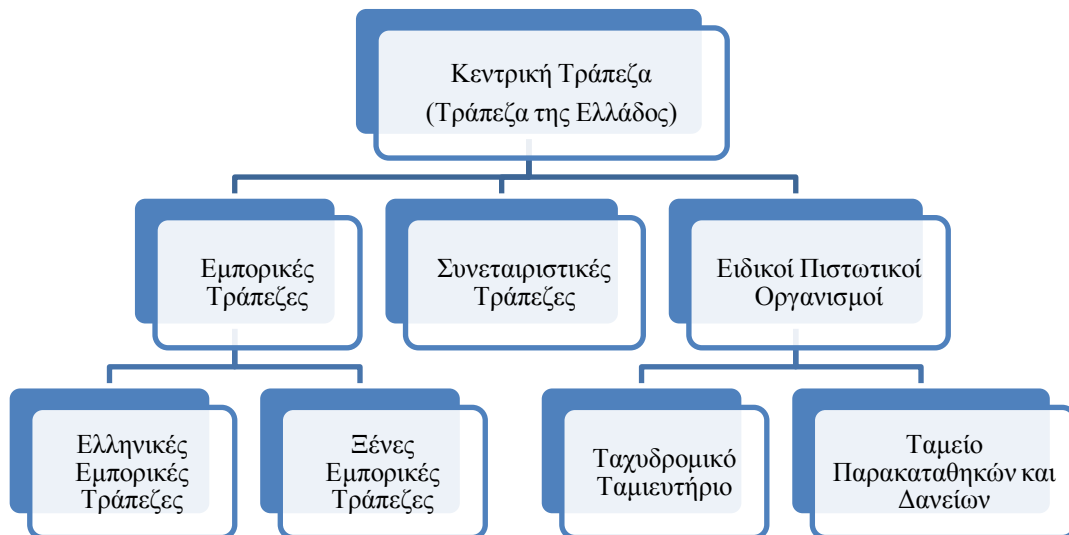 Κεντρική Τράπεζα
(Τράπεζα της Ελλάδος)
Εμπορικές
Τράπεζες
Συνεταιριστικές
Τράπεζες
Ειδικοί Πιστωτικοί
Οργανισμοί
Ελληνικές
Εμπορικές
Τράπεζες
Ξένες
Εμπορικές
Τράπεζες
Ταχυδρομικό
Ταμιευτήριο
Ταμείο
Παρακαταθηκών και
Δανείων